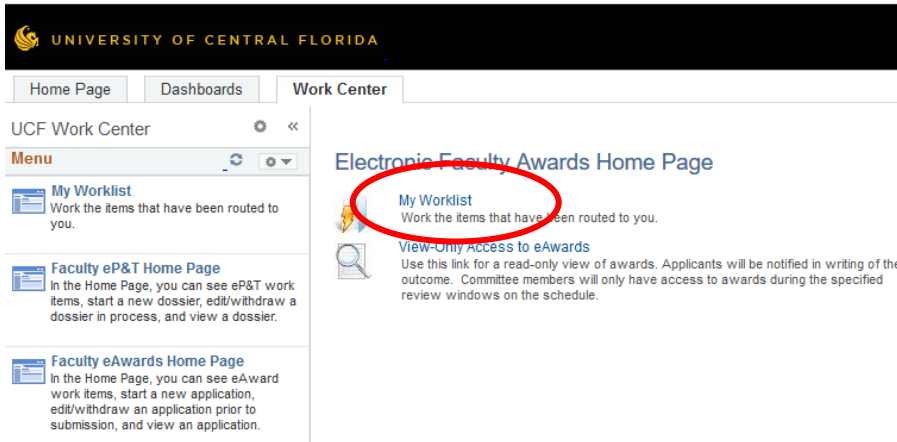 UNIVERSITY OF CENTRAL FLORIDA
Home Page
Dashboards
Work Center
UCF Work Center
Menu
My Worklist
Work the items that have been routed to
you.
Faculty eP&T Home Page
In the Home Page, you can see eP&T work
items, start a new dossier, edit/withdraw a
dossier in process, and view a dossier.
Faculty eAwards Home Page
In the Home Page, you can see eAward
work items, start a new application,
edit/withdraw an application prior to
submission, and view an application.
Electronic Faculty Awards Home Page
My Worklist
Work the items that have been routed to you.
View-Only Access to eAwards
Use this link for a read-only view of awards. Applicants will be notified in writing of the
outcome. Committee members will only have access to awards during the specified
review windows on the schedule.